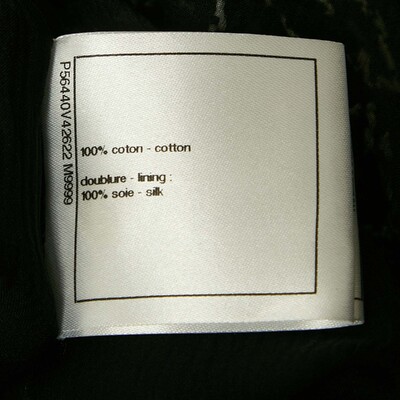 P56440V42622 M9999
100% coton - cotton
doublure - lining :
100% soie - silk